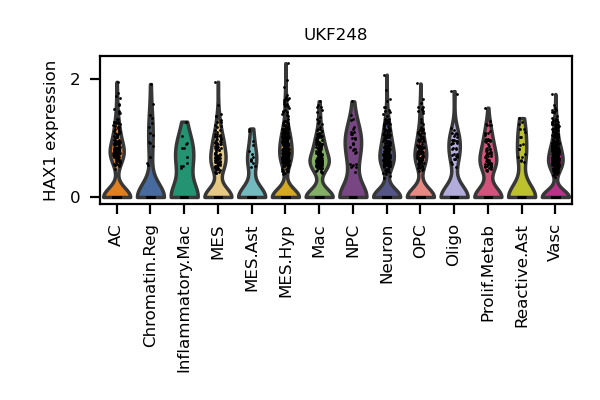 UKF248
HAX1 expression
2
0
AC
Chromatin.Reg
Inflammatory.Mac
MES
MES.Ast
MES.Hyp
Mac
NPC
Neuron
OPC
Oligo
Prolif.Metab
Reactive.Ast
Vasc